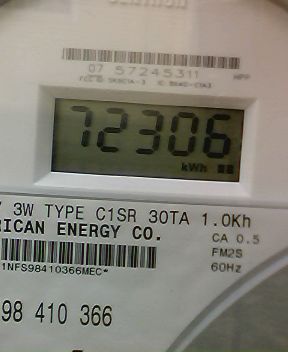 07 57245311
72306
kWh
3W TYPE C1SR 30TA 1.0Kh
RICAN ENERGY CO.
CA 0.5
FM2S
1NFS98410366MEC*
60Hz
98 410 366